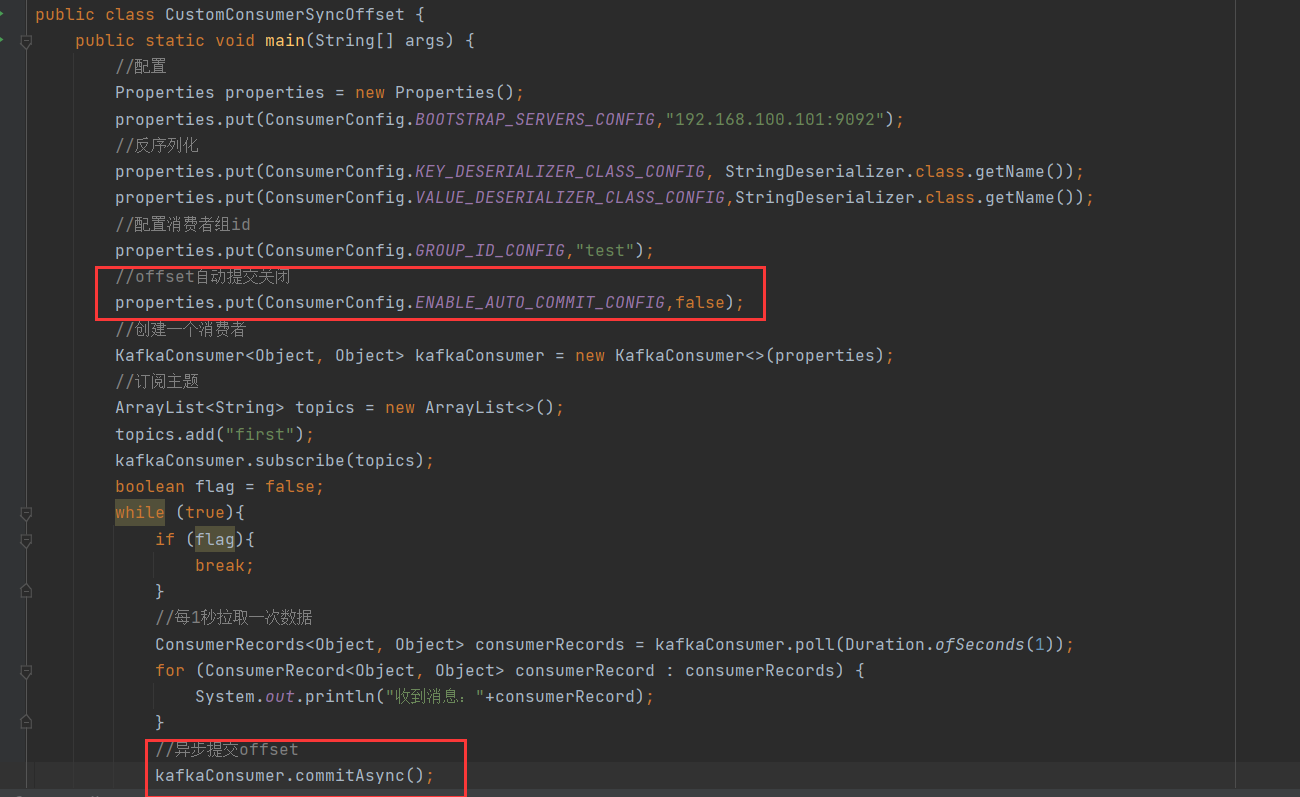 public class CustomConsumerSyncOffset {
public static void main(String[] args) {
//配置
Properties properties = new Properties();
properties.put(ConsumerConfig.BOOTSTRAP_SERVERS_CONFIG,"192.168.100.101:9092");
//反序列化
properties.put(ConsumerConfig.KEY_DESERIALIZER_CLASS_CONFIG, StringDeserializer.class.getName());
properties.put(ConsumerConfig.VALUE_DESERIALIZER_CLASS_CONFIG,StringDeserializer.class.getName());
//配置消费者组id
properties.put(ConsumerConfig.GROUP_ID_CONFIG,"test");
//offset自动提交关闭
properties.put(ConsumerConfig.ENABLE_AUTO_COMMIT_CONFIG,false);
//创建一个消费者
KafkaConsumer<Object, Object> kafkaConsumer = new KafkaConsumer<>(properties);
//订阅主题
ArrayList<String> topics = new ArrayList<>();
topics.add("first");
kafkaConsumer.subscribe(topics);
boolean flag = false;
while (true){
if (flag){
break;
}
//每1秒拉取一次数据
ConsumerRecords<Object, Object> consumerRecords = kafkaConsumer.poll(Duration.ofSeconds(1));
for (ConsumerRecord<Object, Object> consumerRecord : consumerRecords) {
System.out.println("收到消息："+consumerRecord);
}
//异步提交offset
kafkaConsumer.commitAsync();